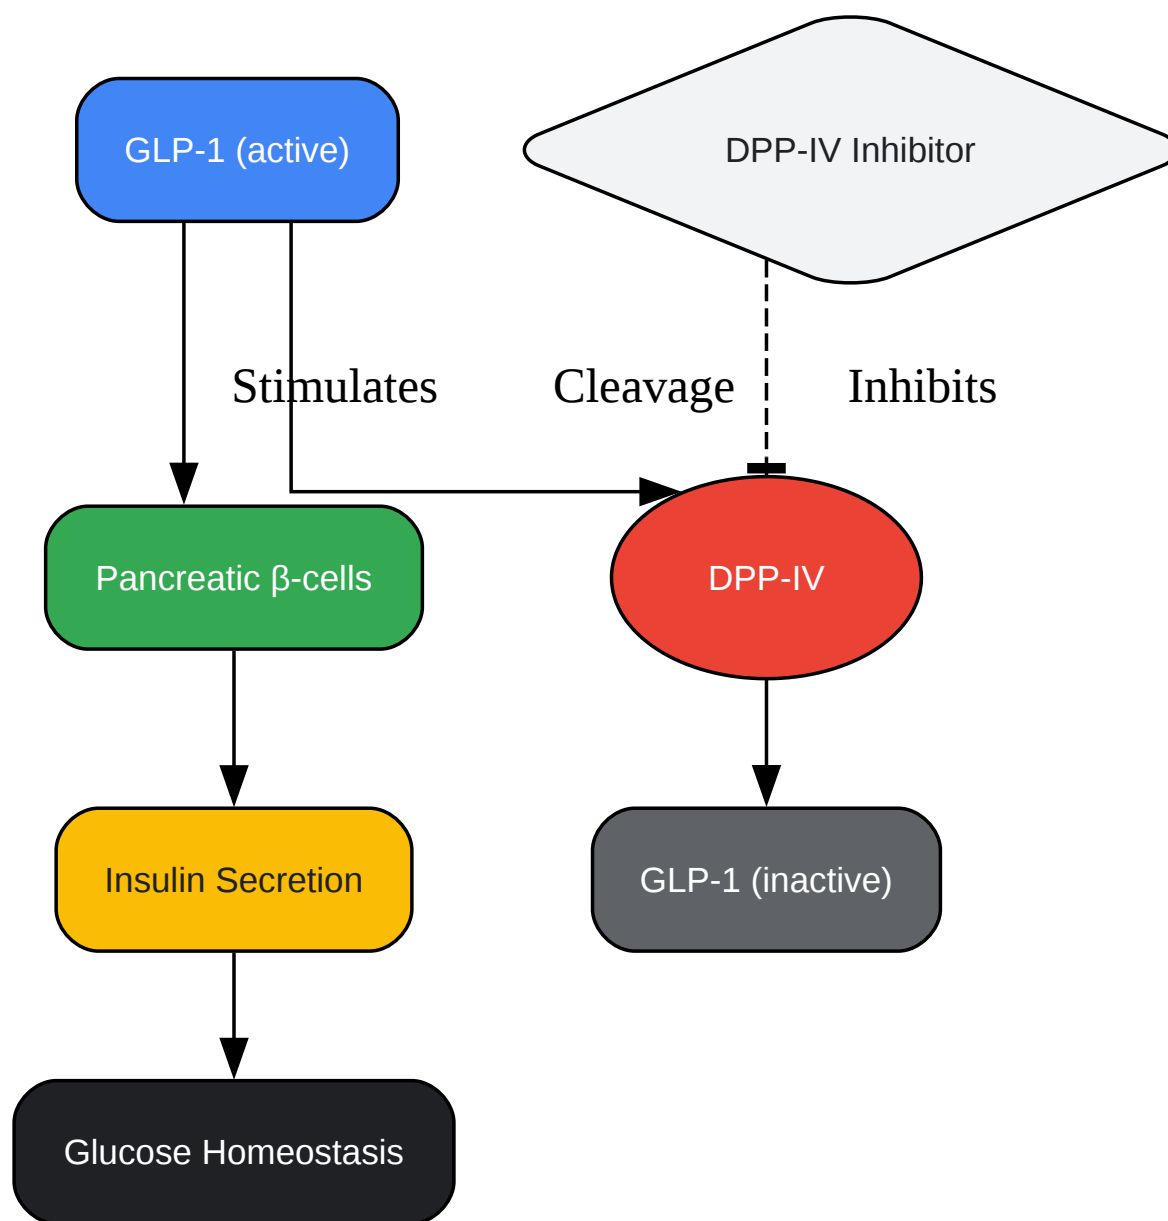 GLP-1 (active)
DPP-IV Inhibitor
Stimulates
Cleavage
Inhibits
Pancreatic β-cells
DPP-IV
Insulin Secretion
GLP-1 (inactive)
Glucose Homeostasis